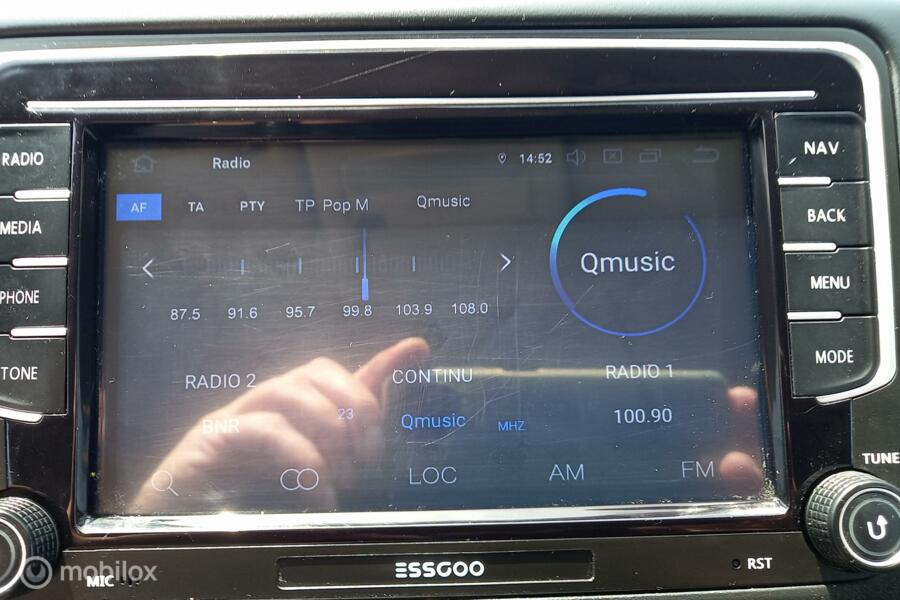 RADIO
MEDIA
PHONE
TONE
Radio
14:52
AF TA PTY TP Pop M Qmusic
87.5 91.6 95.7 99.8 103.9 108.0
Qmusic
RADIO 2 CONTINU RADIO 1
BNR 23 Qmusic MHZ 100.90
LOC AM FM
NAV
BACK
MENU
MODE
TUNE
MIC
ESSGOO
RST
mobilox